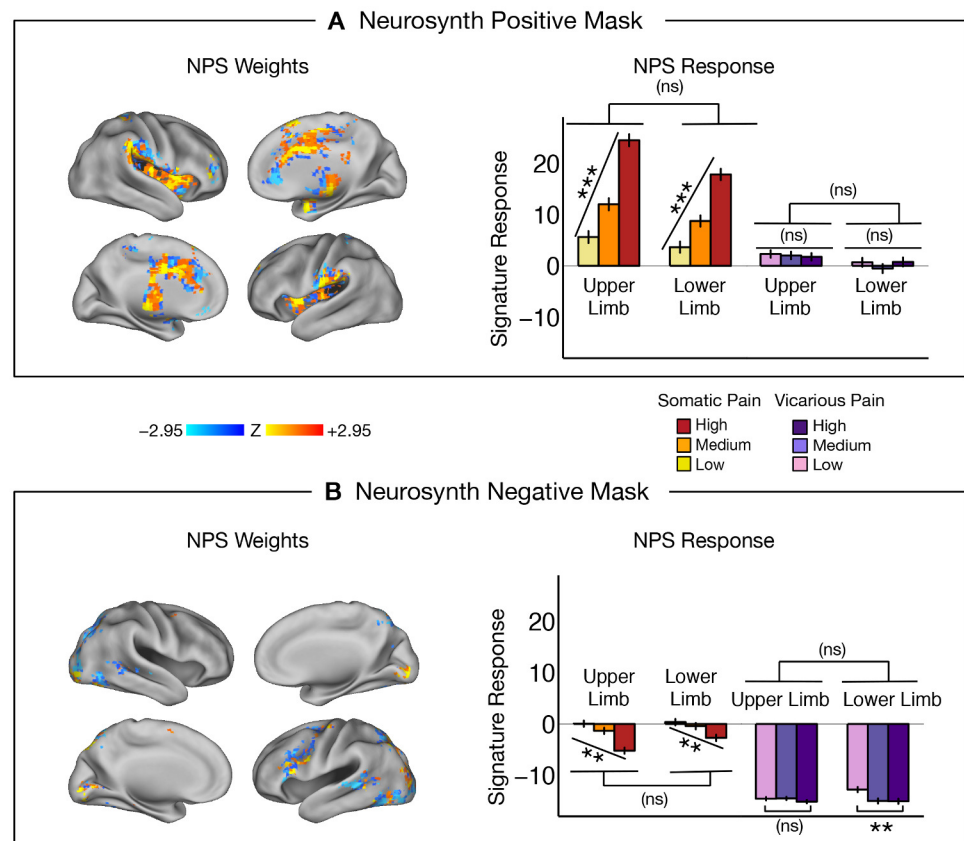 A Neurosynth Positive Mask
NPS Weights
NPS Response
(ns)
Signature Response
20
10
0
−10
***
***
(ns)
(ns)
(ns)
Upper Limb
Lower Limb
Upper Limb
Lower Limb
−2.95 Z +2.95
Somatic Pain
High
Medium
Low
Vicarious Pain
High
Medium
Low
B Neurosynth Negative Mask
NPS Weights
NPS Response
Signature Response
20
10
0
−10
(ns)
Upper Limb
Lower Limb
Upper Limb
Lower Limb
**
**
(ns)
(ns)
**